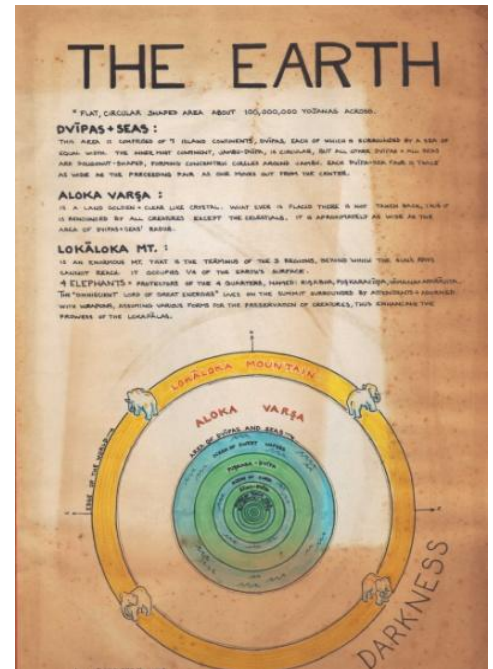 THE EARTH
* FLAT, CIRCULAR SHAPED AREA ABOUT 100,000,000 YOJANAS ACROSS.
DVĪPAS + SEAS :
THIS AREA IS COMPRISED OF 7 ISLAND CONTINENTS, DVĪPAS, EACH OF WHICH IS SURROUNDED BY A SEA OF
EQUAL WIDTH. THE INNER MOST CONTINENT, JAMBU-DVĪPA, IS CIRCULAR, BUT ALL OTHER DVĪPAS + ALL SEAS
ARE DOUGHNUT-SHAPED, FORMING CONCENTRIC CIRCLES AROUND JAMBU. EACH DVĪPA-SEA PAIR IS TWICE
AS WIDE AS THE PRECEEDING PAIR AS ONE MOVES OUT FROM THE CENTER.
ALOKA VARṢA :
IS A LAND GOLDEN + CLEAR LIKE CRYSTAL. WHAT EVER IS PLACED THERE IS NOT TAKEN BACK, THUS IT
IS RENOUNCED BY ALL CREATURES EXCEPT THE CELESTIALS. IT IS APPROXIMATELY AS WIDE AS THE
AREA OF DVĪPAS + SEAS' RADIUS.
LOKĀLOKA MT. :
IS AN ENORMOUS MT. THAT IS THE TERMINUS OF THE 3 REGIONS, BEYOND WHICH THE SUN'S RAYS
CANNOT REACH. IT OCCUPIES 1/4 OF THE EARTH'S SURFACE.
4 ELEPHANTS = PROTECTORS OF THE 4 QUARTERS, NAMED:
THE "OMNISCIENT LORD OF GREAT ENERGIES" LIVES ON THE SUMMIT SURROUNDED BY ATTENDANTS + ADORNED
WITH WEAPONS, ASSUMING VARIOUS FORMS FOR THE PRESERVATION OF CREATURES, THUS ENHANCING THE
PROWESS OF THE LOKAPĀLAS.
LOKĀLOKA MOUNTAIN
ALOKA VARṢA
AREA OF DVĪPAS AND SEAS
OCEAN OF SWEET WATERS
PUṢKARA - DVĪPA
EDGE OF THE WORLD
DARKNESS